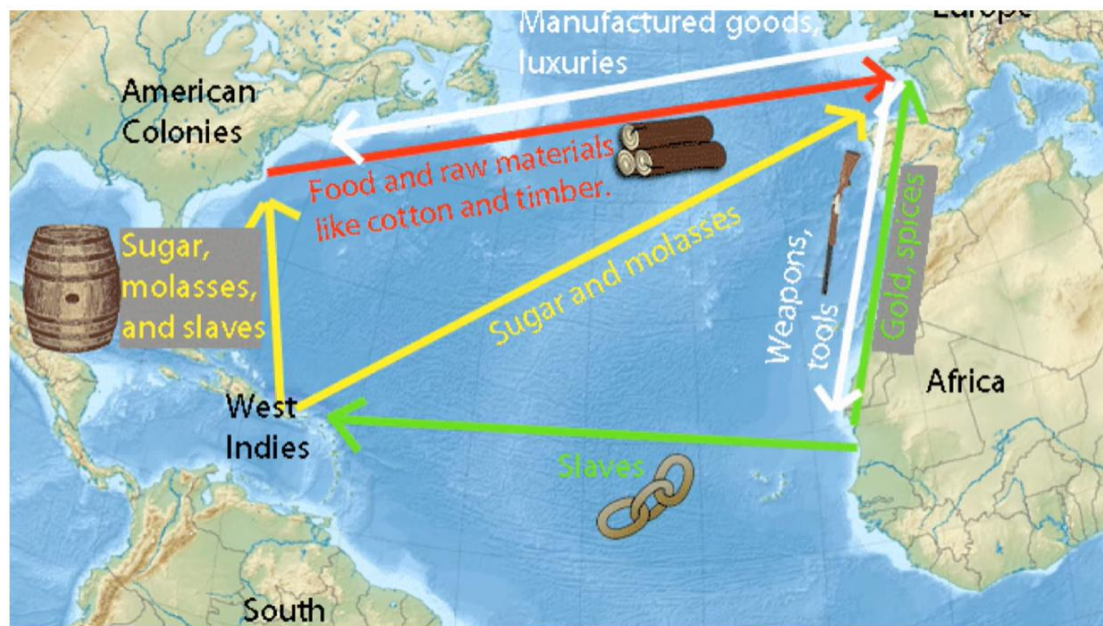 Manufactured goods,
luxuries
Europe
American
Colonies
Food and raw materials
like cotton and timber.
Sugar,
molasses,
and slaves
Sugar and molasses
Weapons,
tools
Gold, spices
West
Indies
Africa
Slaves
South